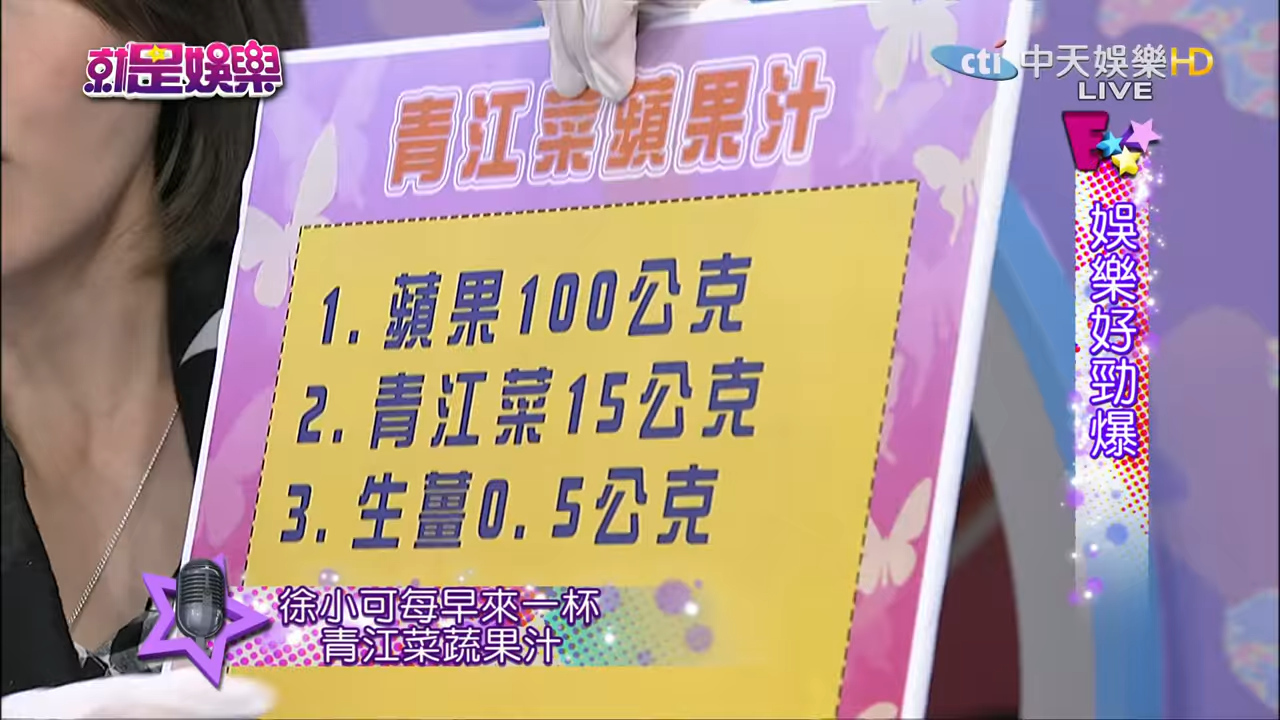 就是娛樂
cti中天娛樂HD
LIVE
E
娛樂好勁爆
青江菜蘋果汁
1. 蘋果100公克
2. 青江菜15公克
3. 生薑0.5公克
徐小可每早來一杯
青江菜蔬果汁